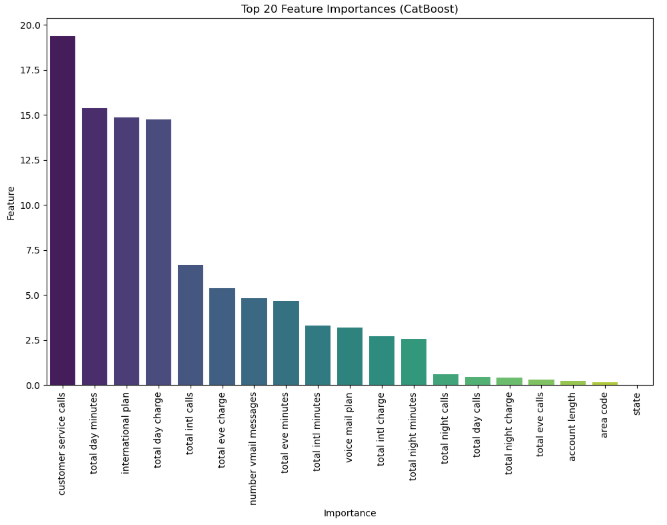 Top 20 Feature Importances (CatBoost)
20.0
17.5
15.0
12.5
10.0
7.5
5.0
2.5
0.0
Feature
customer service calls
total day minutes
international plan
total day charge
total intl calls
total eve charge
number vmail messages
total eve minutes
total intl minutes
voice mail plan
total intl charge
total night minutes
total night calls
total day calls
total night charge
total eve calls
account length
area code
state
Importance